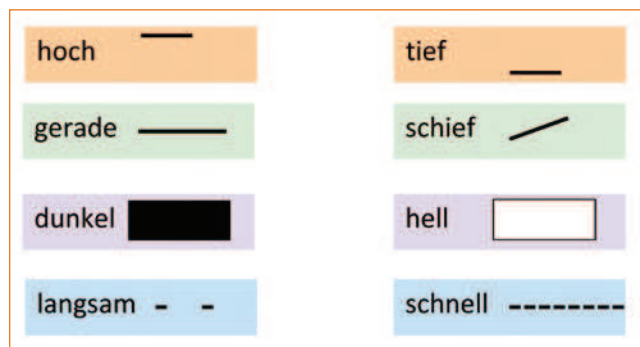 hoch
tief
gerade
schief
dunkel
hell
langsam
schnell